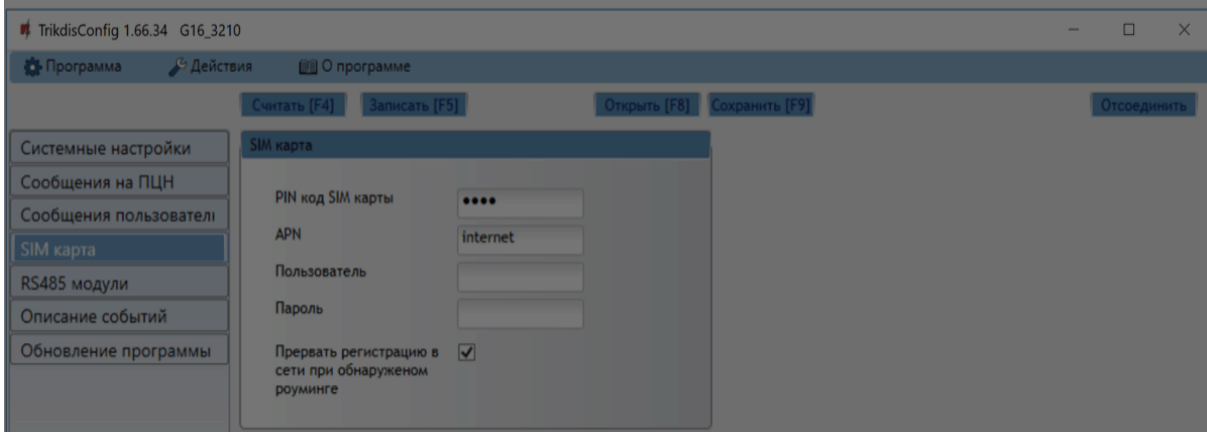 TrikdisConfig 1.66.34 G16_3210
Программа Действия О программе
Считать [F4] Записать [F5] Открыть [F8] Сохранить [F9] Отсоединить
Системные настройки
Сообщения на ПЦН
Сообщения пользователı
SIM карта
RS485 модули
Описание событий
Обновление программы
SIM карта
PIN код SIM карты ••••
APN internet
Пользователь
Пароль
Прервать регистрацию в
сети при обнаруженом
роуминге